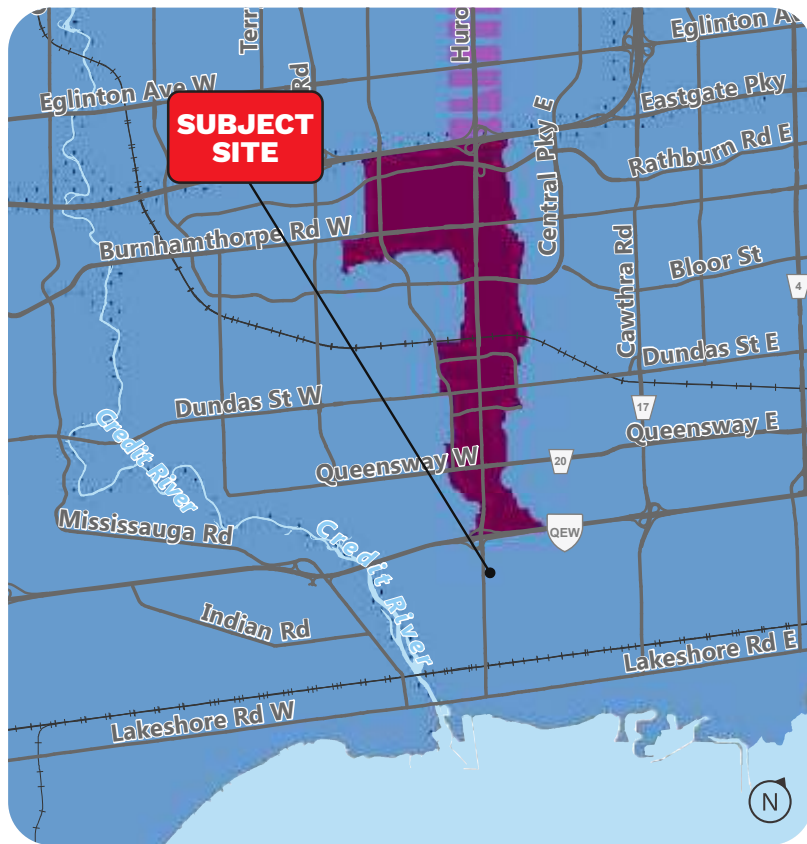 Eglinton Av
Eglinton Ave W
Rd
SUBJECT
SITE
Eastgate Pky
Central Pky E
Rathburn Rd E
Burnhamthorpe Rd W
Cawthra Rd
Bloor St
4
Dundas St E
Dundas St W
17
Queensway E
Queensway W
20
Credit River
Mississauga Rd
QEW
Credit River
Indian Rd
Lakeshore Rd E
Lakeshore Rd W
N